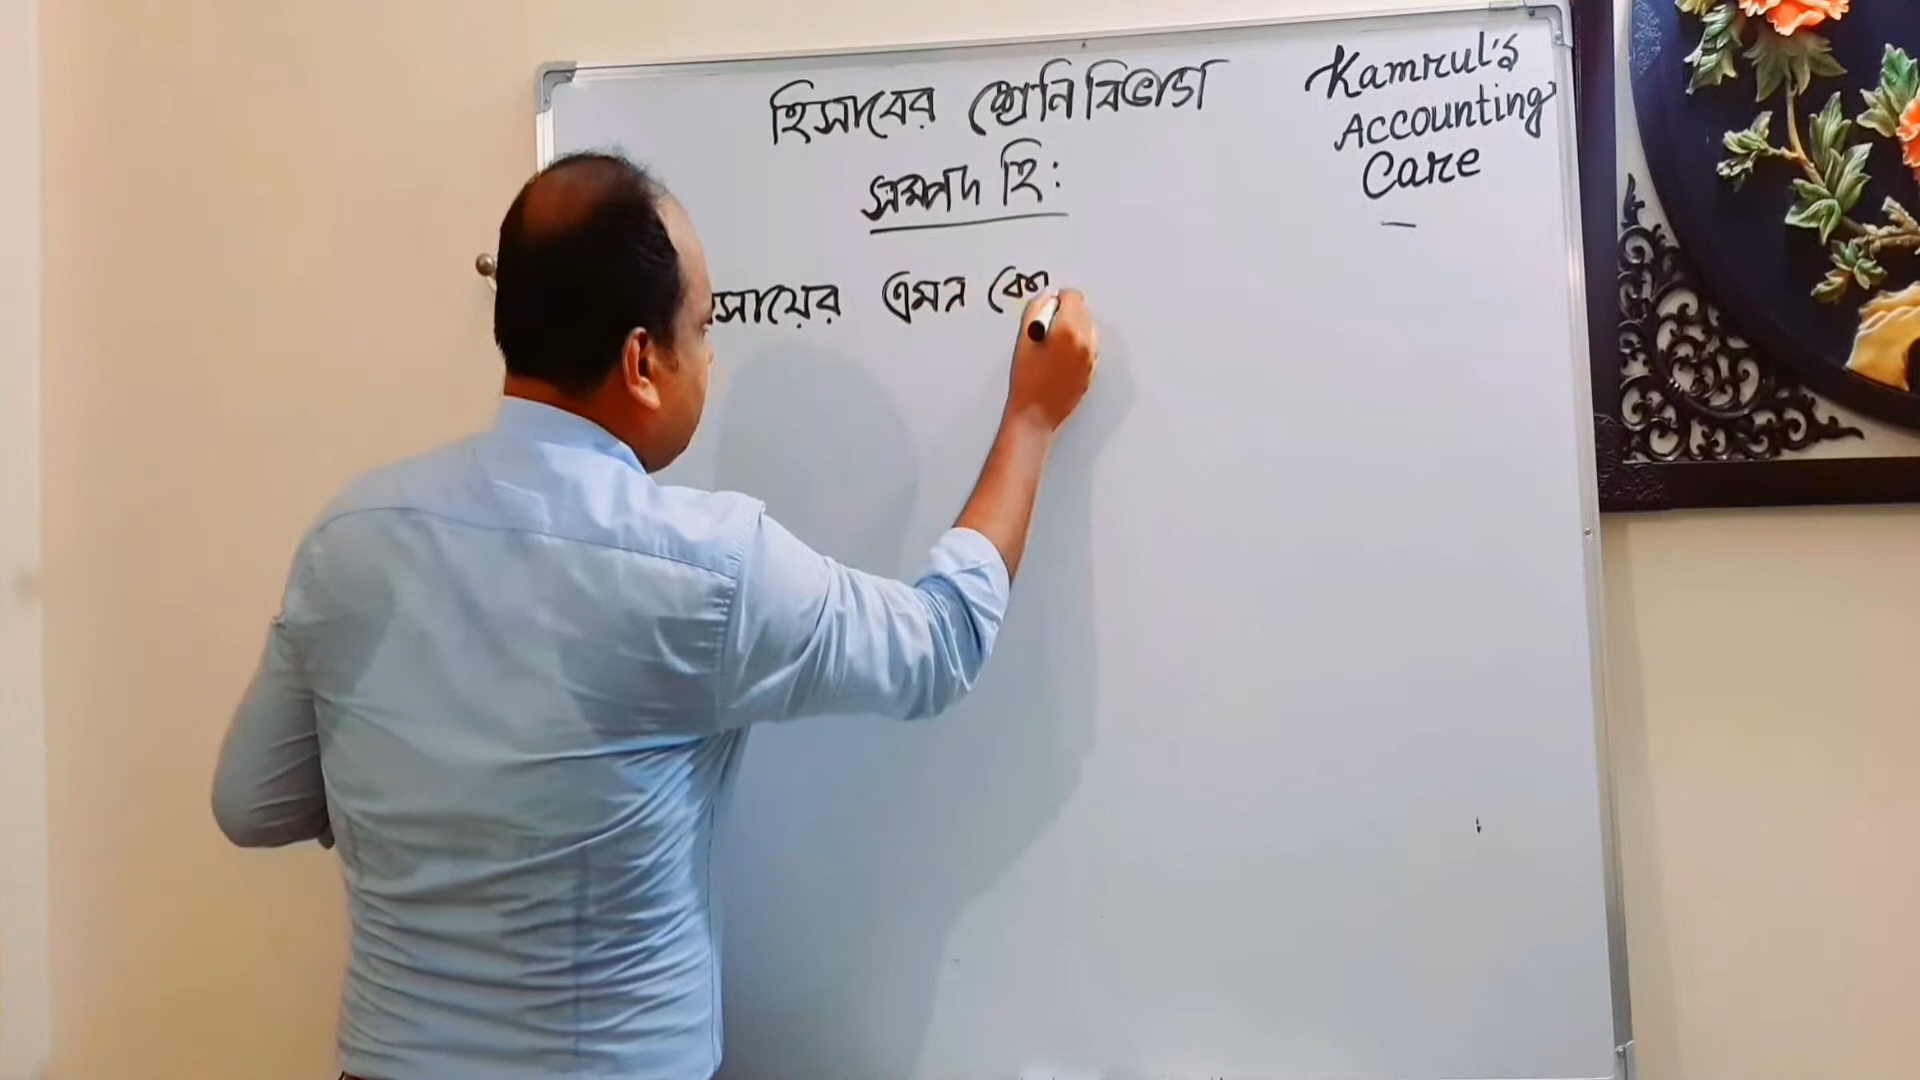 হিসাবের শ্রেনি বিভাগ
সম্পদ হি:
সায়ের এমন
Kamrul's
Accounting
Care